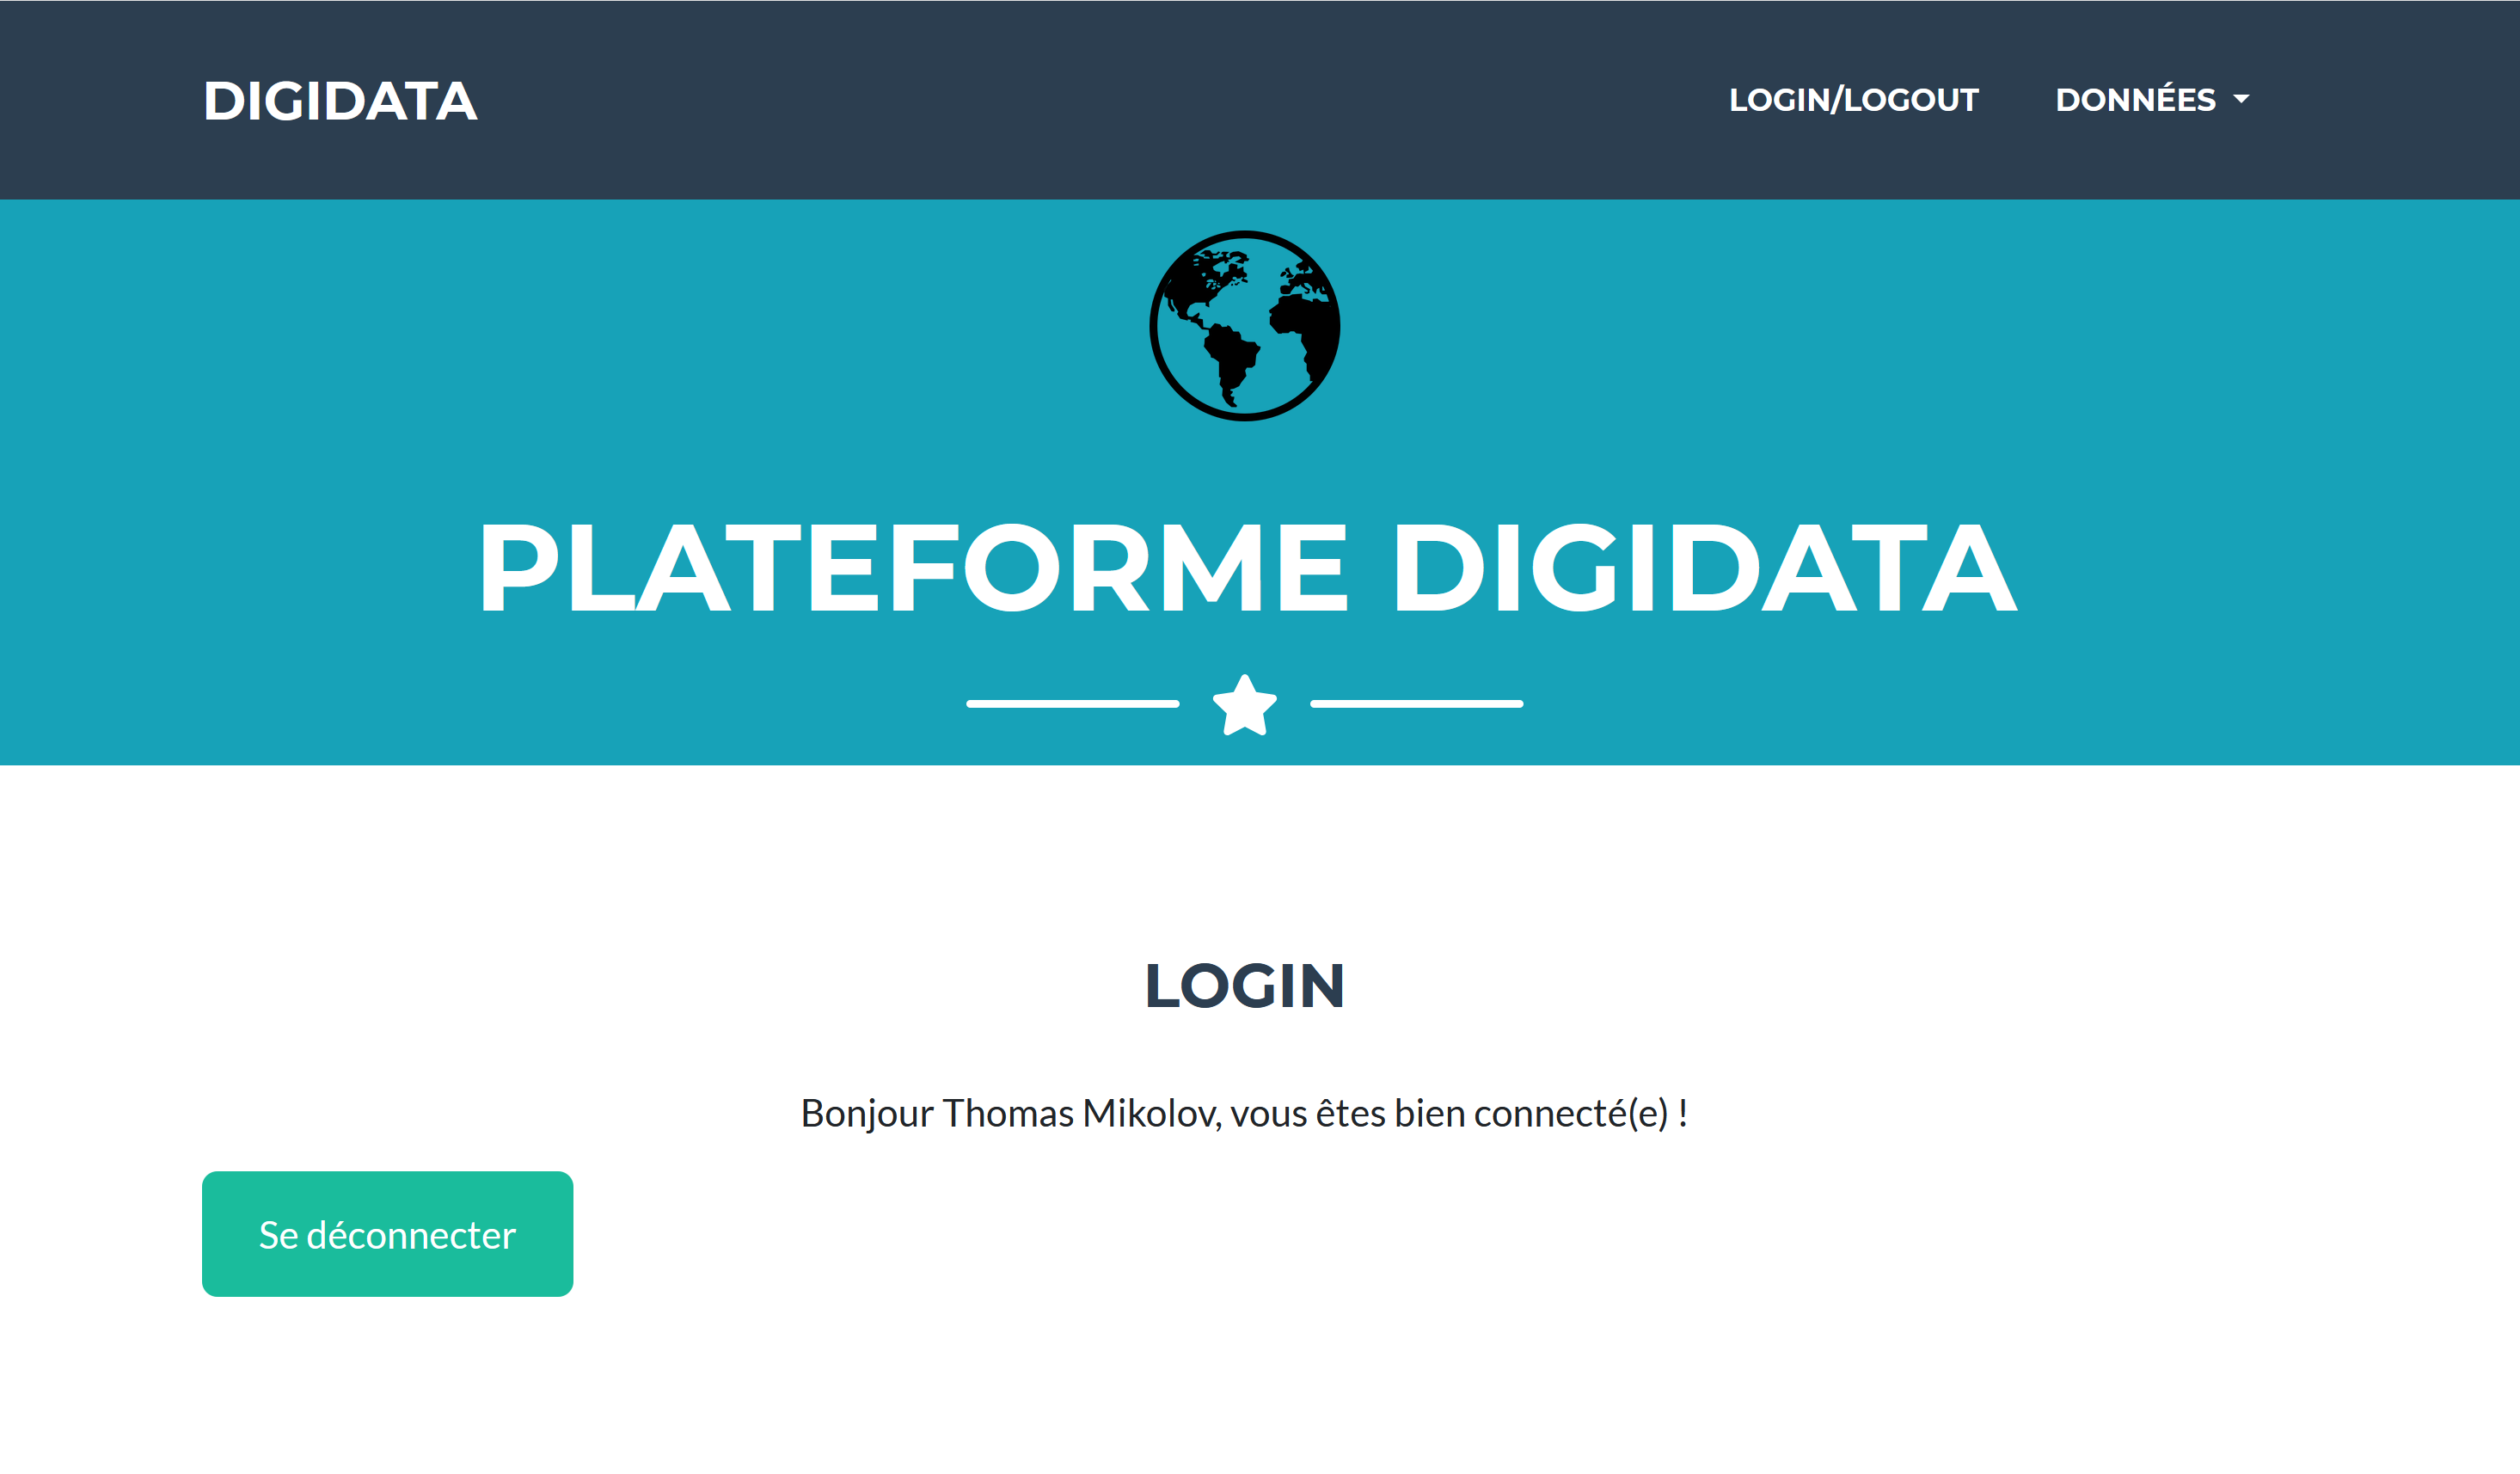 DIGIDATA
LOGIN/LOGOUT
DONNÉES
PLATEFORME DIGIDATA
LOGIN
Bonjour Thomas Mikolov, vous êtes bien connecté(e) !
Se déconnecter